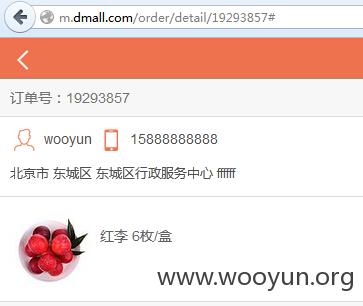 m.dmall.com/order/detail/19293857#
订单号：19293857
wooyun 15888888888
北京市 东城区 东城区行政服务中心 ffffff
红李 6枚/盒
www.wooyun.org